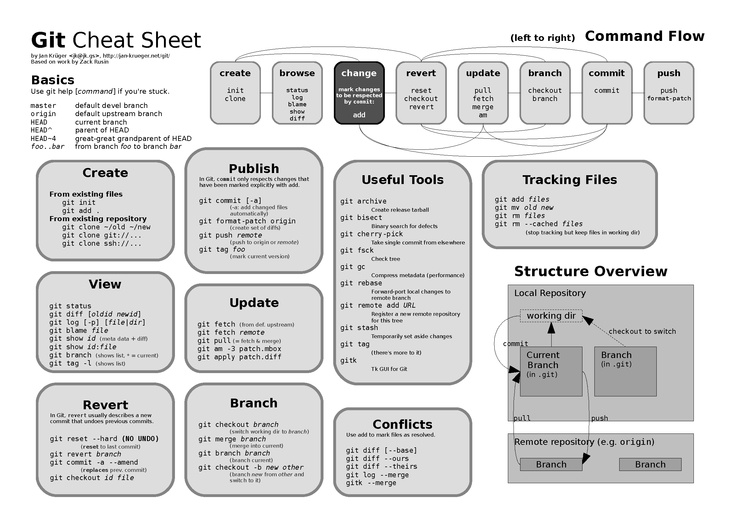 Git Cheat Sheet
by Jan Krüger <jk@jk.gs>, http://jan-krueger.net/git/
Based on work by Zack Rusin
Basics
Use git help [command] if you're stuck.
master default devel branch
origin default upstream branch
HEAD current branch
HEAD^ parent of HEAD
HEAD~4 great-great grandparent of HEAD
foo..bar from branch foo to branch bar
(left to right) Command Flow
create
init
clone
browse
status
log
blame
show
diff
change
mark changes
to be respected
by commit:
add
revert
reset
checkout
revert
update
pull
fetch
merge
am
branch
checkout
branch
commit
commit
push
push
format-patch
Create
From existing files
git init
git add .
From existing repository
git clone ~/old ~/new
git clone git://...
git clone ssh://...
Publish
In Git, commit only respects changes that
have been marked explicitly with add.
git commit [-a]
(-a: add changed files
automatically)
git format-patch origin
(create set of diffs)
git push remote
(push to origin or remote)
git tag foo
(mark current version)
Useful Tools
git archive
Create release tarball
git bisect
Binary search for defects
git cherry-pick
Take single commit from elsewhere
git fsck
Check tree
git gc
Compress metadata (performance)
git rebase
Forward-port local changes to
remote branch
git remote add URL
Register a new remote repository
for this tree
git stash
Temporarily set aside changes
git tag
(there's more to it)
gitk
Tk GUI for Git
Tracking Files
git add files
git mv old new
git rm files
git rm --cached files
(stop tracking but keep files in working dir)
View
git status
git diff [oldid newid]
git log [-p] [file|dir]
git blame file
git show id (meta data + diff)
git show id:file
git branch (shows list, * = current)
git tag -l (shows list)
Update
git fetch (from def. upstream)
git fetch remote
git pull (= fetch & merge)
git am -3 patch.mbox
git apply patch.diff
Revert
In Git, revert usually describes a new
commit that undoes previous commits.
git reset --hard (NO UNDO)
(reset to last commit)
git revert branch
git commit -a --amend
(replaces prev. commit)
git checkout id file
Branch
git checkout branch
(switch working dir to branch)
git merge branch
(merge into current)
git branch branch
(branch current)
git checkout -b new other
(branch new from other and
switch to it)
Conflicts
Use add to mark files as resolved.
git diff [--base]
git diff --ours
git diff --theirs
git log --merge
gitk --merge
Structure Overview
Local Repository
working dir
commit
checkout to switch
Current
Branch
(in .git)
Branch
(in .git)
pull
push
Remote repository (e.g. origin)
Branch
Branch